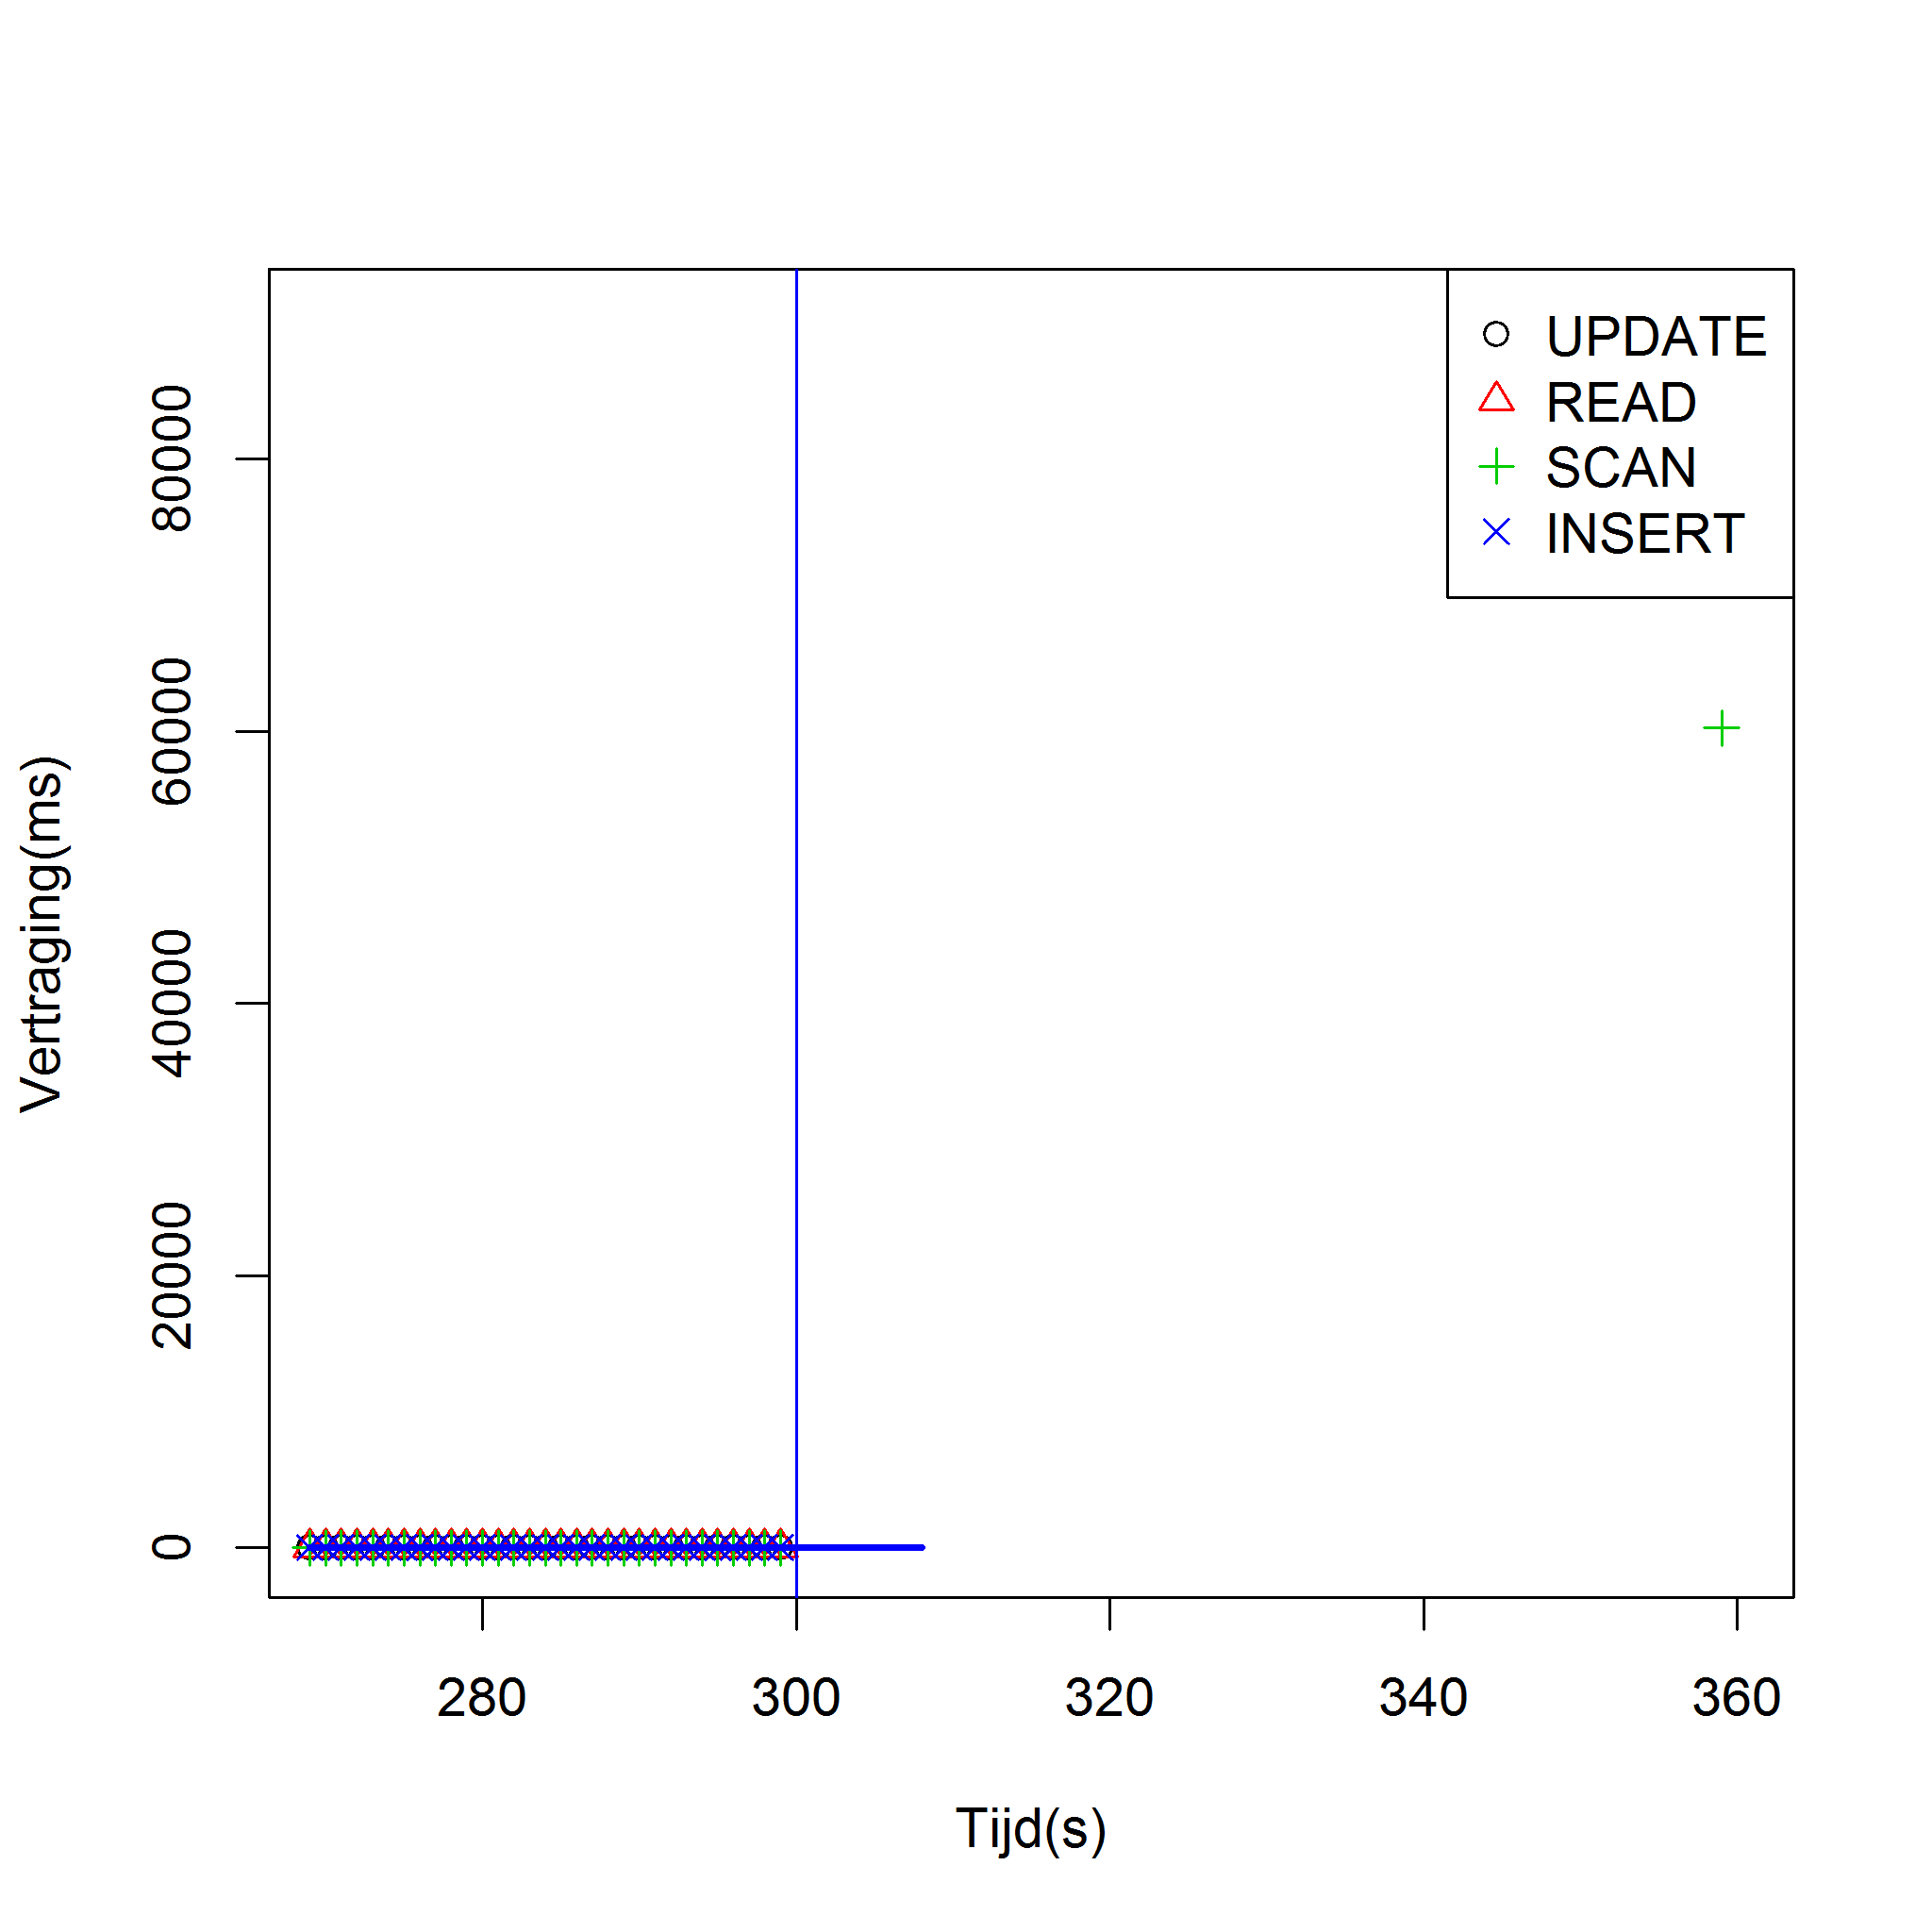 UPDATE
READ
SCAN
INSERT
Vertraging(ms)
80000
60000
40000
20000
0
280 300 320 340 360
Tijd(s)